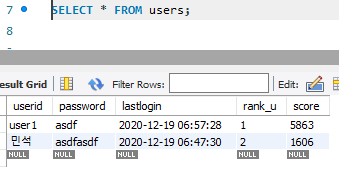 7 SELECT * FROM users;
8
Result Grid Filter Rows: Edit:
userid password lastlogin rank_u score
user1 asdf 2020-12-19 06:57:28 1 5863
민석 asdfasdf 2020-12-19 06:47:30 2 1606
NULL NULL NULL NULL NULL